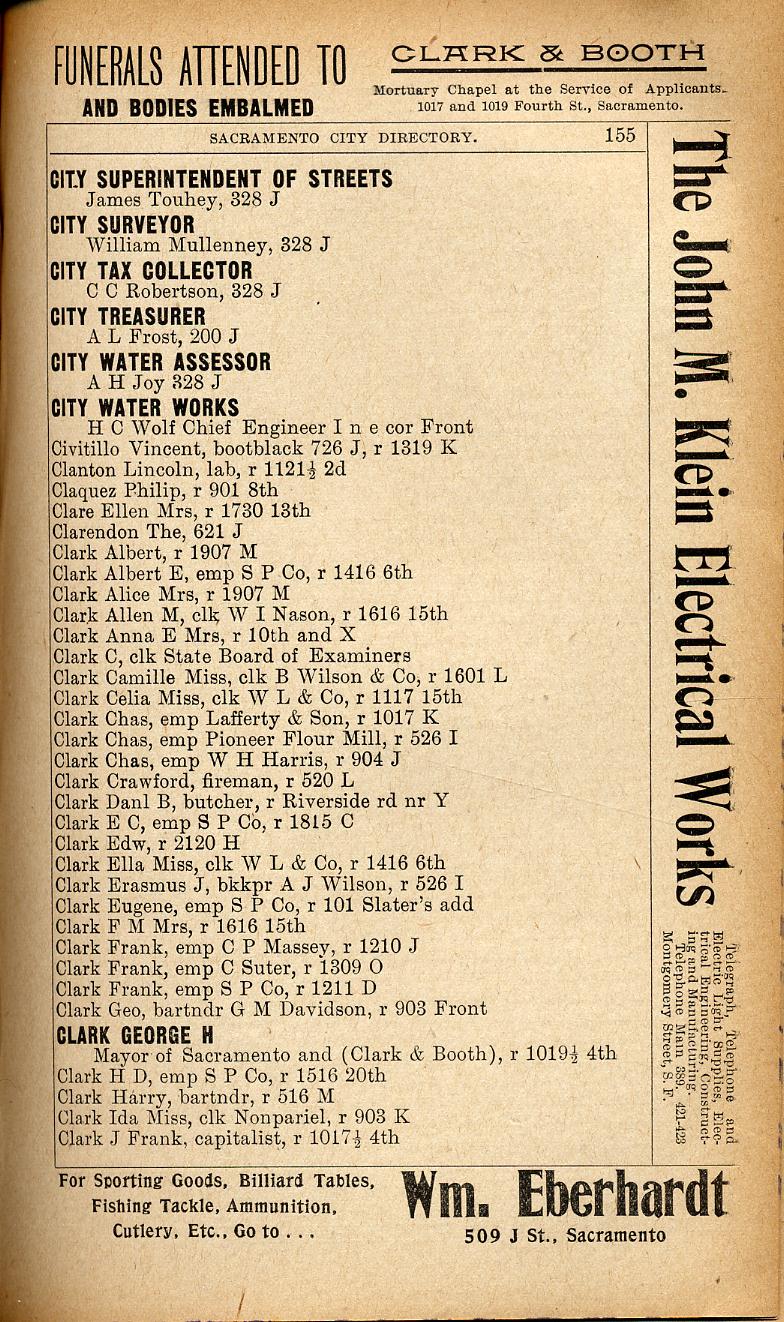 FUNERALS ATTENDED TO
AND BODIES EMBALMED
CLARK & BOOTH
Mortuary Chapel at the Service of Applicants.
1017 and 1019 Fourth St., Sacramento.
SACRAMENTO CITY DIRECTORY. 155
CITY SUPERINTENDENT OF STREETS
James Touhey, 328 J
CITY SURVEYOR
William Mullenney, 328 J
CITY TAX COLLECTOR
C C Robertson, 328 J
CITY TREASURER
A L Frost, 200 J
CITY WATER ASSESSOR
A H Joy 328 J
CITY WATER WORKS
H C Wolf Chief Engineer I n e cor Front
Civitillo Vincent, bootblack 726 J, r 1319 K
Clanton Lincoln, lab, r 1121½ 2d
Claquez Philip, r 901 8th
Clare Ellen Mrs, r 1730 13th
Clarendon The, 621 J
Clark Albert, r 1907 M
Clark Albert E, emp S P Co, r 1416 6th
Clark Alice Mrs, r 1907 M
Clark Allen M, clk W I Nason, r 1616 15th
Clark Anna E Mrs, r 10th and X
Clark C, clk State Board of Examiners
Clark Camille Miss, clk B Wilson & Co, r 1601 L
Clark Celia Miss, clk W L & Co, r 1117 15th
Clark Chas, emp Lafferty & Son, r 1017 K
Clark Chas, emp Pioneer Flour Mill, r 526 I
Clark Chas, emp W H Harris, r 904 J
Clark Crawford, fireman, r 520 L
Clark Danl B, butcher, r Riverside rd nr Y
Clark E C, emp S P Co, r 1815 C
Clark Edw, r 2120 H
Clark Ella Miss, clk W L & Co, r 1416 6th
Clark Erasmus J, bkkpr A J Wilson, r 526 I
Clark Eugene, emp S P Co, r 101 Slater's add
Clark F M Mrs, r 1616 15th
Clark Frank, emp C P Massey, r 1210 J
Clark Frank, emp C Suter, r 1309 O
Clark Frank, emp S P Co, r 1211 D
Clark Geo, bartndr G M Davidson, r 903 Front
CLARK GEORGE H
Mayor of Sacramento and (Clark & Booth), r 1019½ 4th
Clark H D, emp S P Co, r 1516 20th
Clark Harry, bartndr, r 516 M
Clark Ida Miss, clk Nonpariel, r 903 K
Clark J Frank, capitalist, r 1017½ 4th
The John M. Klein Electrical Works
Telegraph, Telephone and
Electric Light Supplies, Elec-
trical Engineering, Construct-
ing and Manufacturing.
Telephone Main 389. 421-423
Montgomery Street, S. F.
For Sporting Goods, Billiard Tables,
Fishing Tackle, Ammunition,
Cutlery, Etc., Go to . . .
Wm. Eberhardt
509 J St., Sacramento